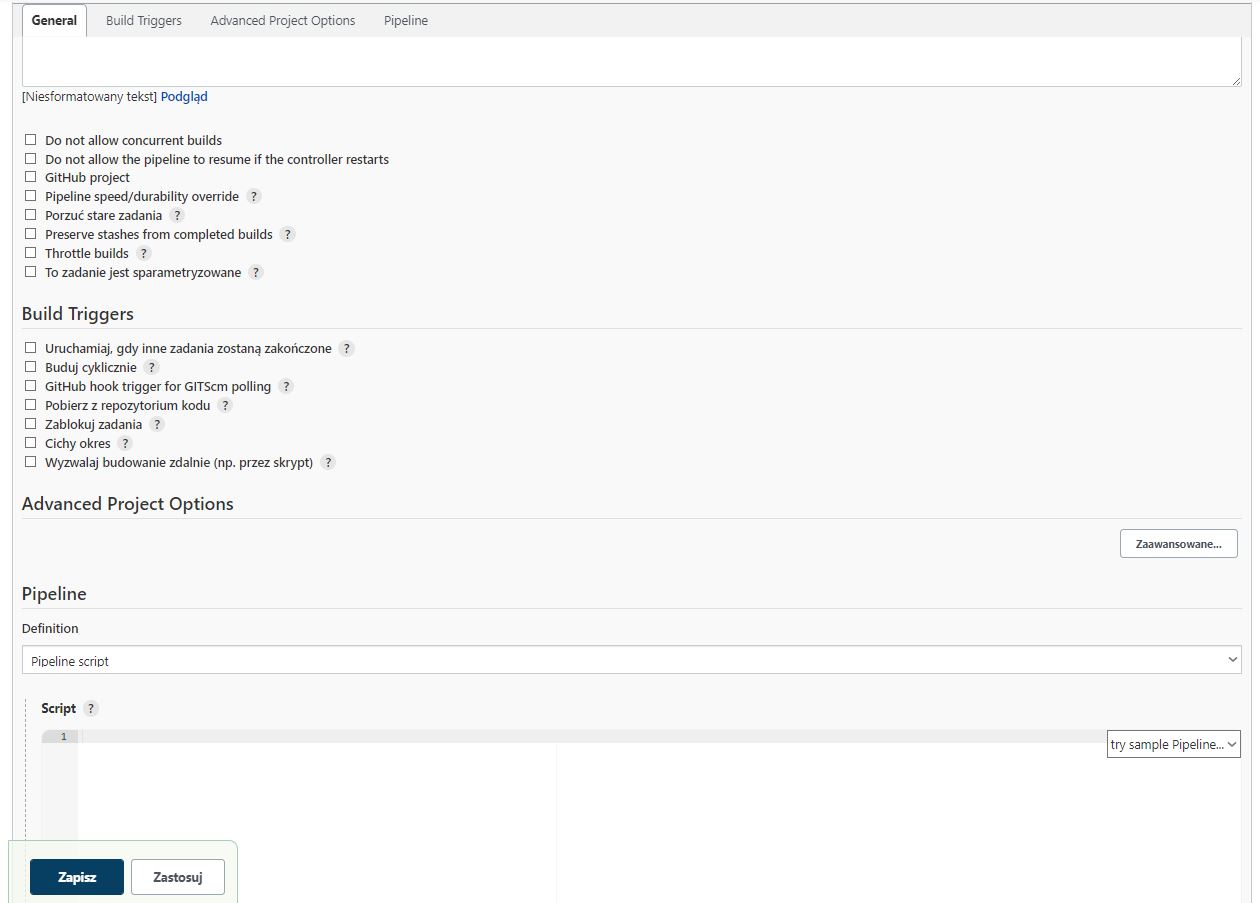 General Build Triggers Advanced Project Options Pipeline
[Niesformatowany tekst] Podgląd
Do not allow concurrent builds
Do not allow the pipeline to resume if the controller restarts
GitHub project
Pipeline speed/durability override ?
Porzuć stare zadania ?
Preserve stashes from completed builds ?
Throttle builds ?
To zadanie jest sparametryzowane ?
Build Triggers
Uruchamiaj, gdy inne zadania zostaną zakończone ?
Buduj cyklicznie ?
GitHub hook trigger for GITScm polling ?
Pobierz z repozytorium kodu ?
Zablokuj zadania ?
Cichy okres ?
Wyzwalaj budowanie zdalnie (np. przez skrypt) ?
Advanced Project Options
Zaawansowane...
Pipeline
Definition
Pipeline script
Script ?
1
try sample Pipeline...
Zapisz Zastosuj